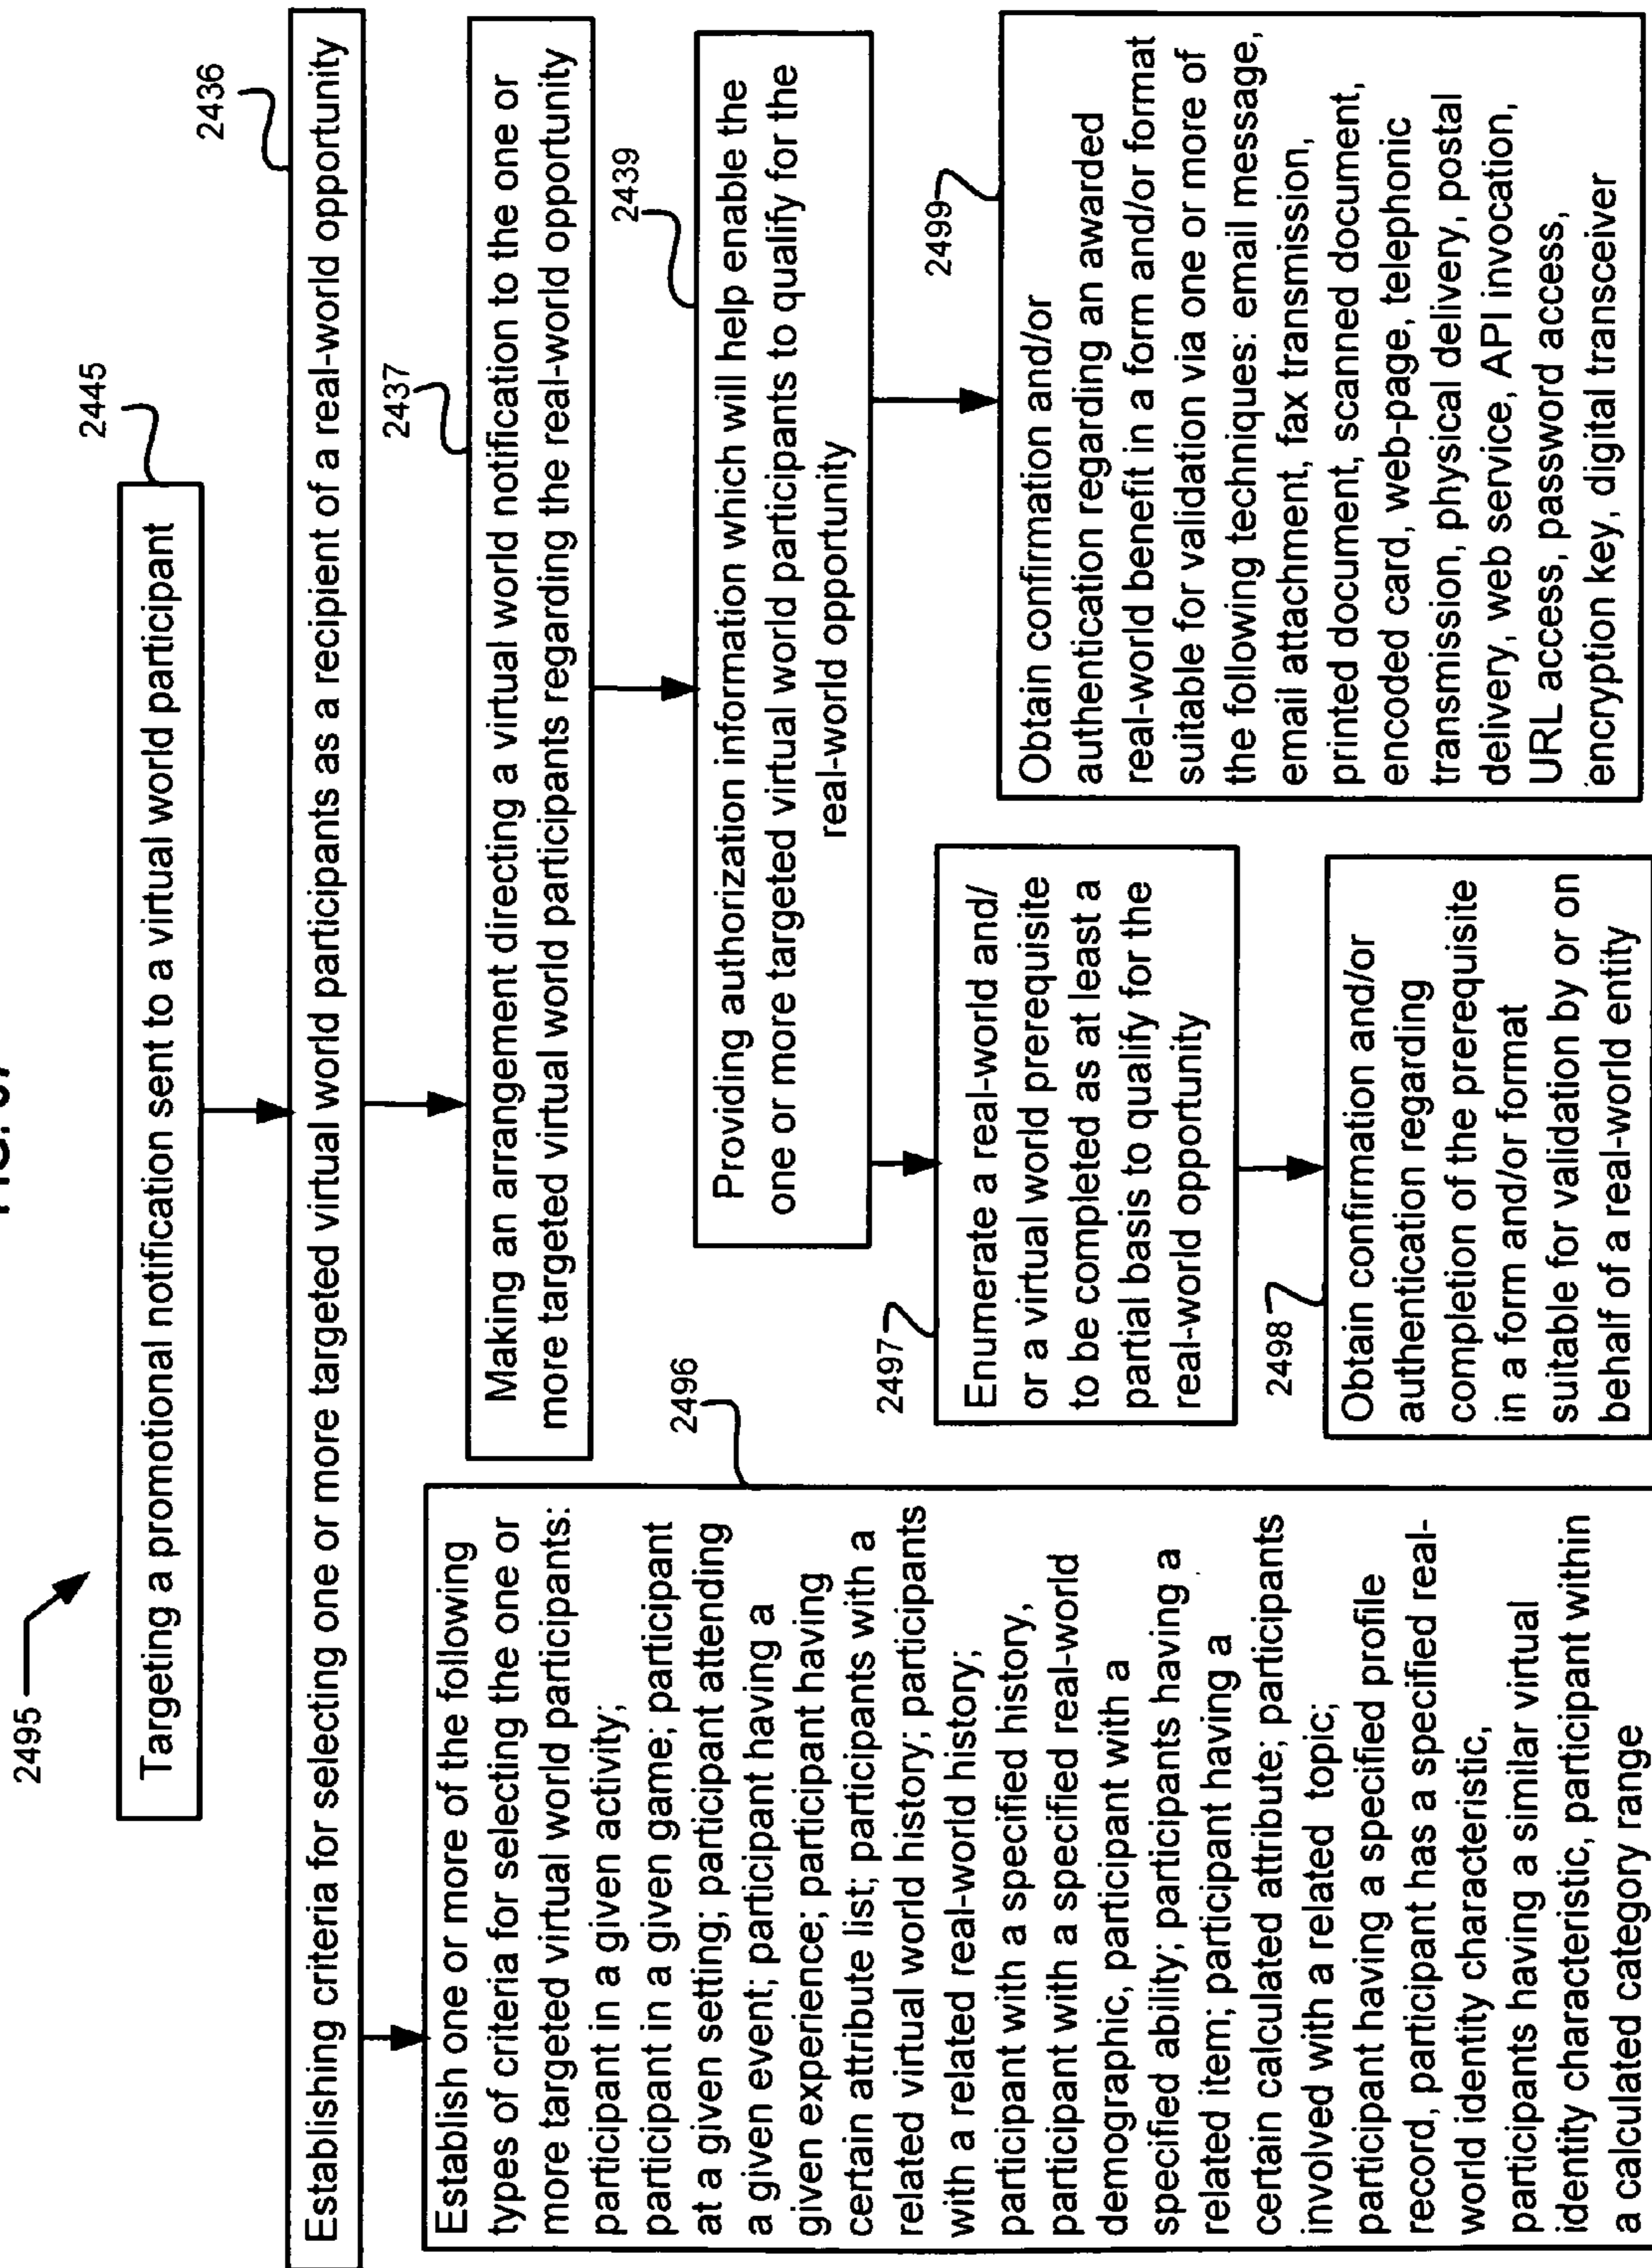 2495
Targeting a promotional notification sent to a virtual world participant
2445
Establishing criteria for selecting one or more targeted virtual world participants as a recipient of a real-world opportunity
2436
Making an arrangement directing a virtual world notification to the one or
more targeted virtual world participants regarding the real-world opportunity
2437
Providing authorization information which will help enable the
one or more targeted virtual world participants to qualify for the
real-world opportunity
2439
2496
Establish one or more of the following
types of criteria for selecting the one or
more targeted virtual world participants:
participant in a given activity;
participant in a given game; participant
at a given setting; participant attending
a given event; participant having a
given experience; participant having
certain attribute list; participants with a
related virtual world history; participants
with a related real-world history;
participant with a specified history,
participant with a specified real-world
demographic, participant with a
specified ability; participants having a
related item; participant having a
certain calculated attribute; participants
involved with a related topic;
participant having a specified profile
record, participant has a specified real-
world identity characteristic,
participants having a similar virtual
identity characteristic, participant within
a calculated category range
2497
Enumerate a real-world and/
or a virtual world prerequisite
to be completed as at least a
partial basis to qualify for the
real-world opportunity
2498
Obtain confirmation and/or
authentication regarding
completion of the prerequisite
in a form and/or format
suitable for validation by or on
behalf of a real-world entity
2499
Obtain confirmation and/or
authentication regarding an awarded
real-world benefit in a form and/or format
suitable for validation via one or more of
the following techniques: email message,
email attachment, fax transmission,
printed document, scanned document,
encoded card, web-page, telephonic
transmission, physical delivery, postal
delivery, web service, API invocation,
URL access, password access,
encryption key, digital transceiver